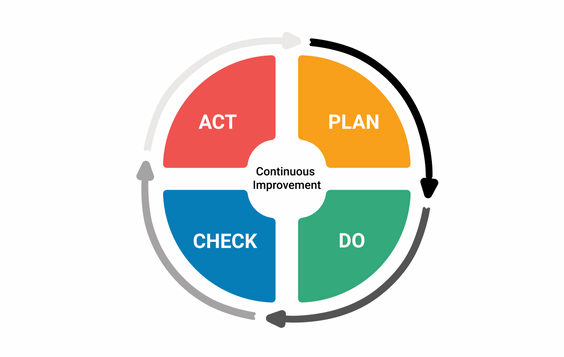 ACT
PLAN
Continuous
Improvement
CHECK
DO